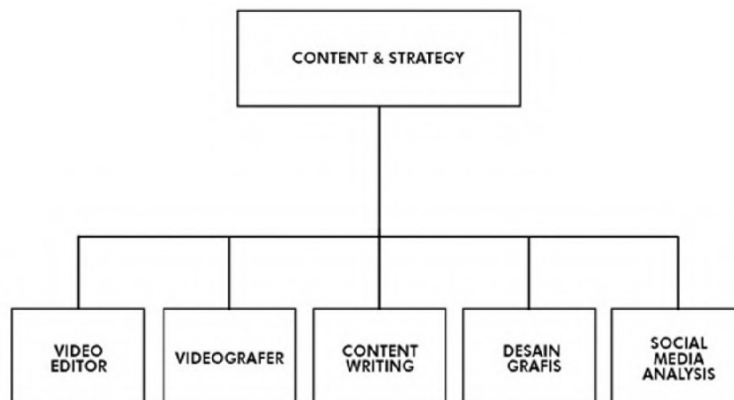 CONTENT & STRATEGY
VIDEO
EDITOR
VIDEOGRAFER
CONTENT
WRITING
DESAIN
GRAFIS
SOCIAL
MEDIA
ANALYSIS